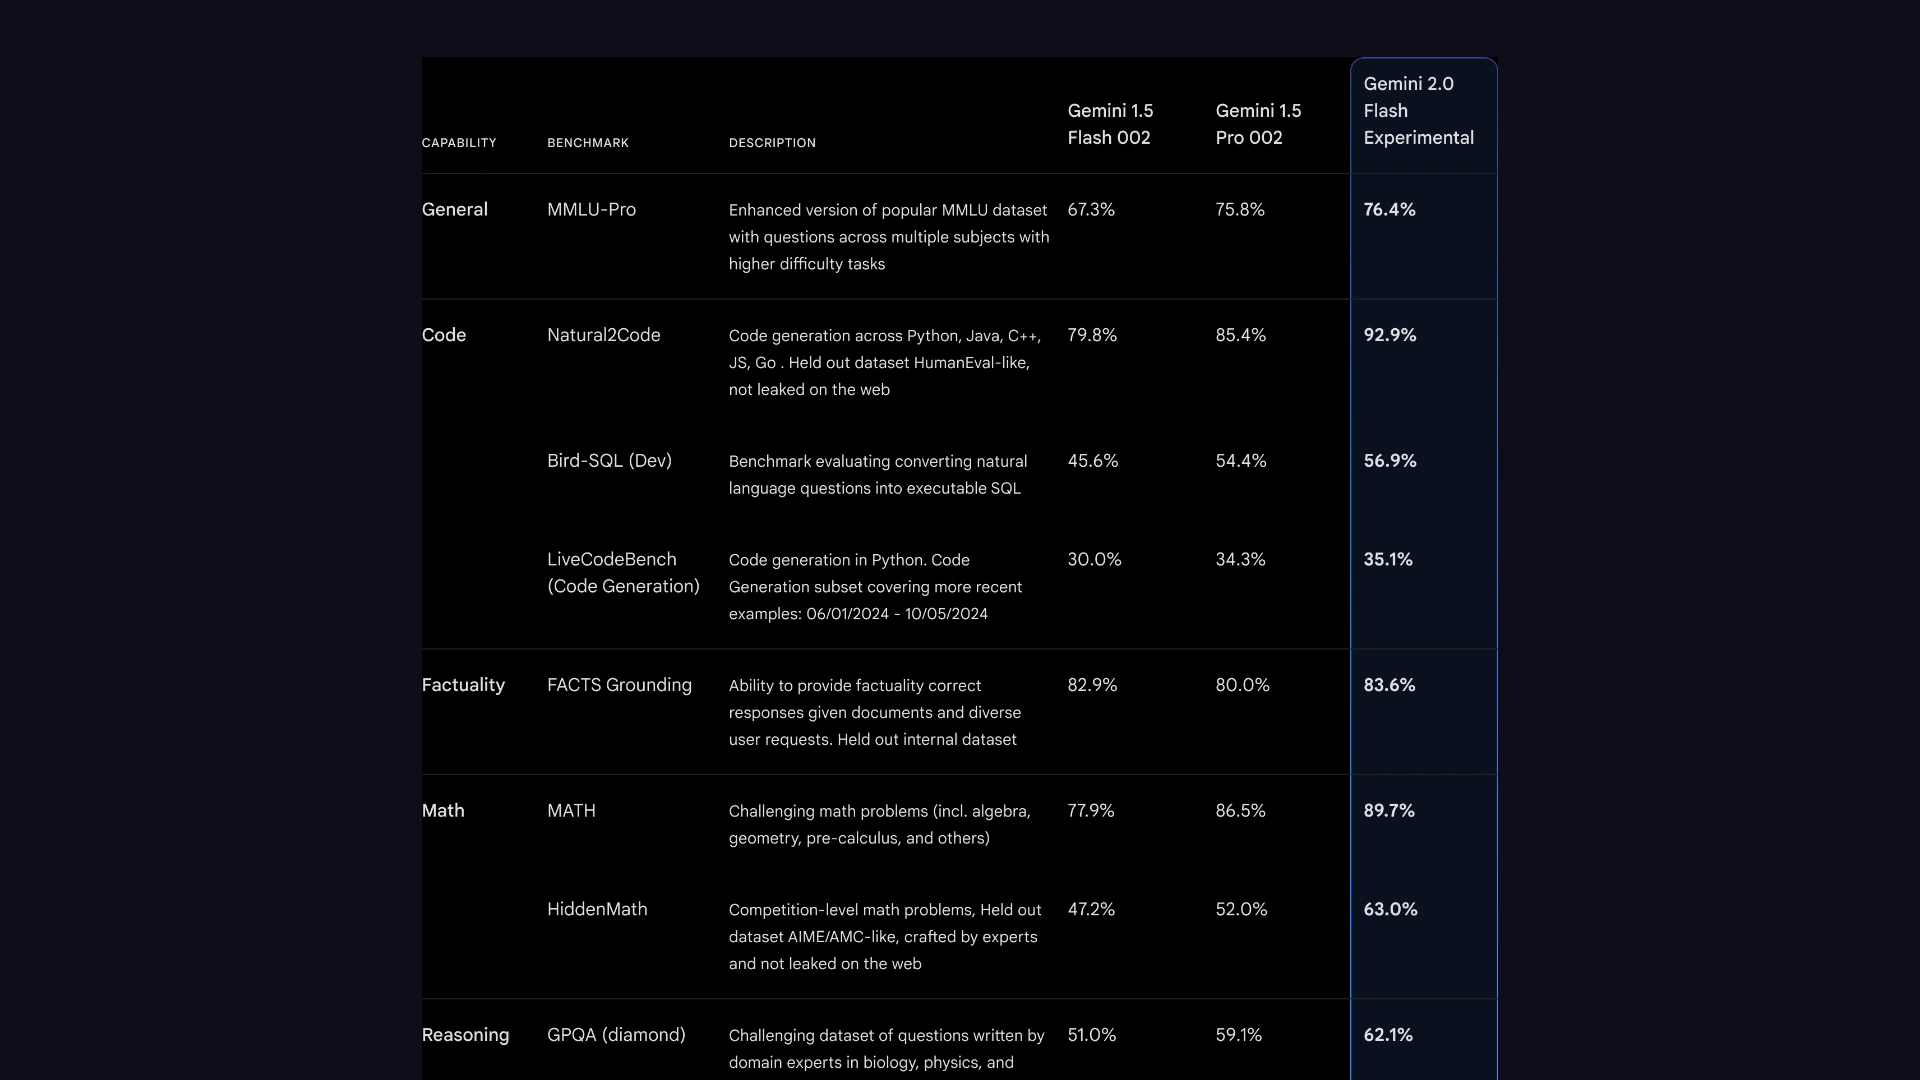 CAPABILITY BENCHMARK DESCRIPTION Gemini 1.5 Flash 002 Gemini 1.5 Pro 002 Gemini 2.0 Flash Experimental
General MMLU-Pro Enhanced version of popular MMLU dataset 67.3% 75.8% 76.4%
with questions across multiple subjects with
higher difficulty tasks
Code Natural2Code Code generation across Python, Java, C++, 79.8% 85.4% 92.9%
JS, Go . Held out dataset HumanEval-like,
not leaked on the web
Bird-SQL (Dev) Benchmark evaluating converting natural 45.6% 54.4% 56.9%
language questions into executable SQL
LiveCodeBench Code generation in Python. Code 30.0% 34.3% 35.1%
(Code Generation) Generation subset covering more recent
examples: 06/01/2024 - 10/05/2024
Factuality FACTS Grounding Ability to provide factuality correct 82.9% 80.0% 83.6%
responses given documents and diverse
user requests. Held out internal dataset
Math MATH Challenging math problems (incl. algebra, 77.9% 86.5% 89.7%
geometry, pre-calculus, and others)
HiddenMath Competition-level math problems, Held out 47.2% 52.0% 63.0%
dataset AIME/AMC-like, crafted by experts
and not leaked on the web
Reasoning GPQA (diamond) Challenging dataset of questions written by 51.0% 59.1% 62.1%
domain experts in biology, physics, and